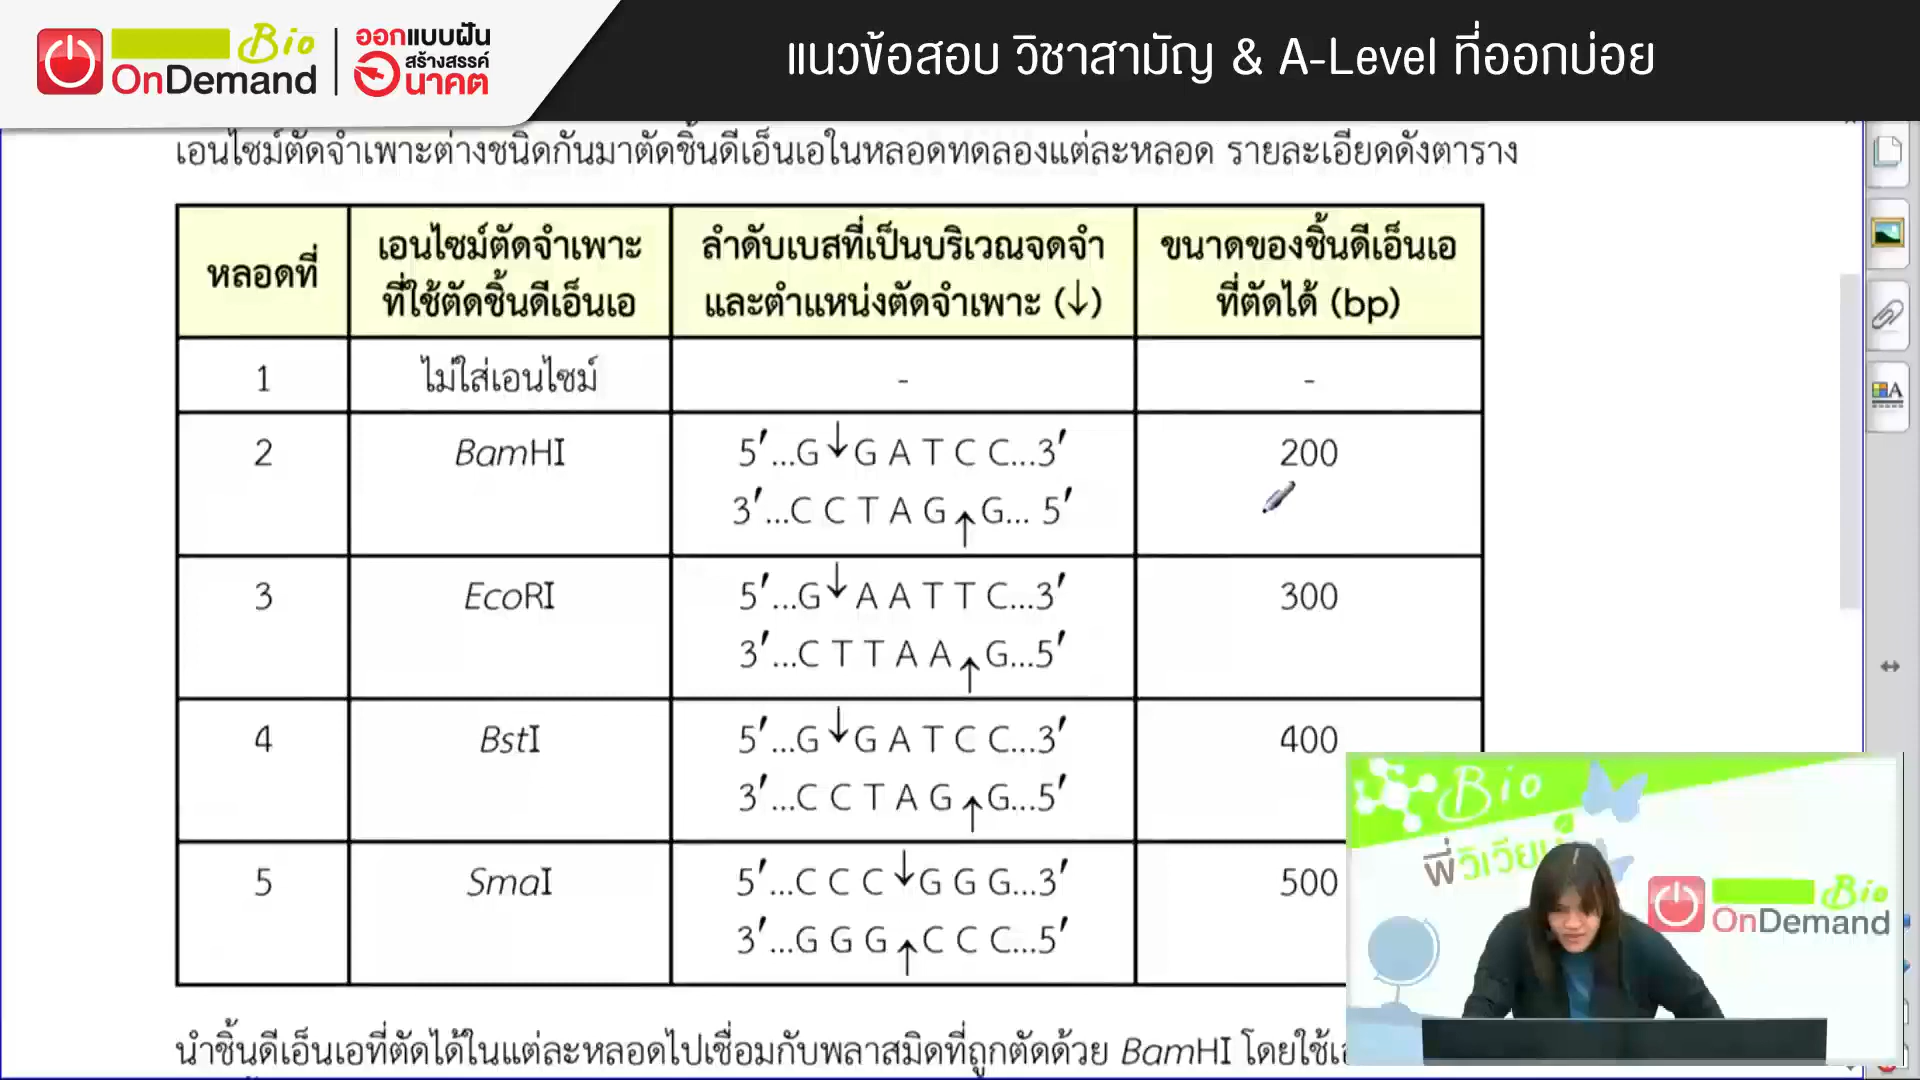 Bio
OnDemand
ออกแบบฝัน
สร้างสรรค์
อนาคต
แนวข้อสอบ วิชาสามัญ & A-Level ที่ออกบ่อย
เอนไซม์ตัดจำเพาะต่างชนิดกันมาตัดชิ้นดีเอ็นเอในหลอดทดลองแต่ละหลอด รายละเอียดดังตาราง
หลอดที่
เอนไซม์ตัดจำเพาะ
ที่ใช้ตัดชิ้นดีเอ็นเอ
ลำดับเบสที่เป็นบริเวณจดจำ
และตำแหน่งตัดจำเพาะ (↓)
ขนาดของชิ้นดีเอ็นเอ
ที่ตัดได้ (bp)
1
ไม่ใส่เอนไซม์
-
-
2
BamHI
5′...G↓G A T C C...3′
3′...C C T A G↑G... 5′
200
3
EcoRI
5′...G↓A A T T C...3′
3′...C T T A A↑G...5′
300
4
BstI
5′...G↓G A T C C...3′
3′...C C T A G↑G...5′
400
5
SmaI
5′...C C C↓G G G...3′
3′...G G G↑C C C...5′
500
นำชิ้นดีเอ็นเอที่ตัดได้ในแต่ละหลอดไปเชื่อมกับพลาสมิดที่ถูกตัดด้วย BamHI โดยใช้
Bio
พี่วิเวียน
Bio
OnDemand